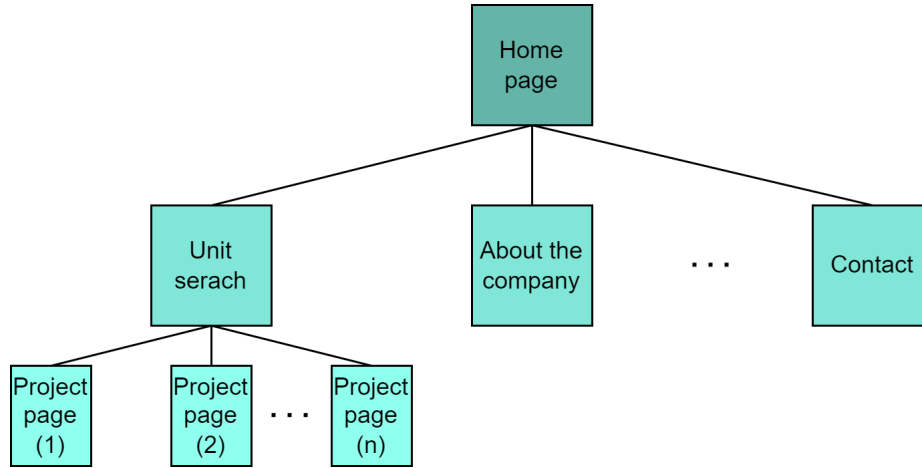 Home
page
Unit
serach
About the
company
. . .
Contact
Project
page
(1)
Project
page
(2)
. . .
Project
page
(n)